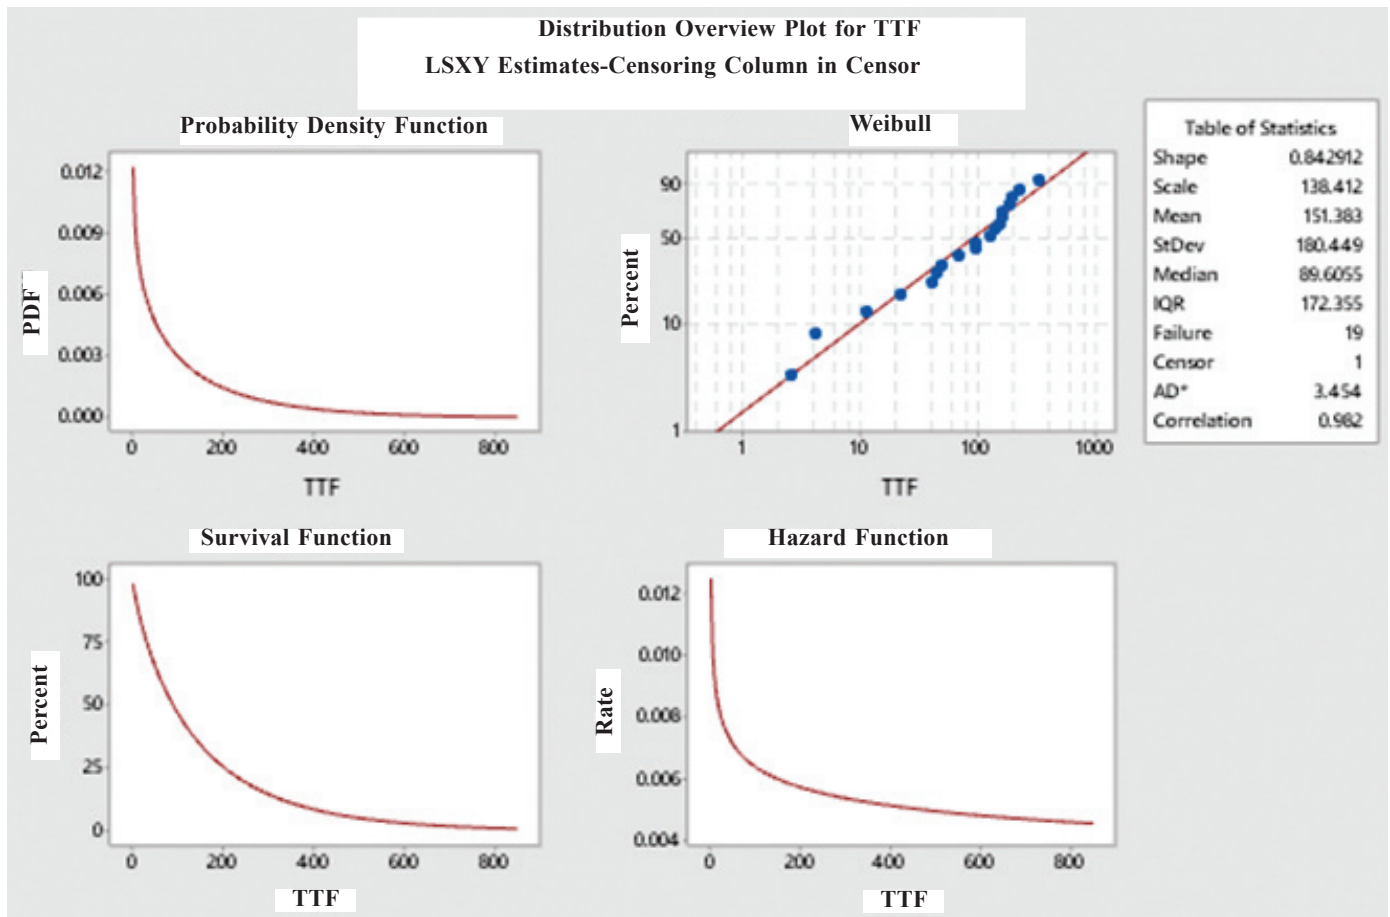 Distribution Overview Plot for TTF
LSXY Estimates-Censoring Column in Censor
Probability Density Function
0.012
0.009
0.006
0.003
0.000
PDF
0 200 400 600 800
TTF
Weibull
90
50
10
1
Percent
1 10 100 1000
TTF
Table of Statistics
Shape 0.842912
Scale 138.412
Mean 151.383
StDev 180.449
Median 89.6055
IQR 172.355
Failure 19
Censor 1
AD* 3.454
Correlation 0.982
Survival Function
100
75
50
25
0
Percent
0 200 400 600 800
TTF
Hazard Function
0.012
0.010
0.008
0.006
0.004
Rate
0 200 400 600 800
TTF